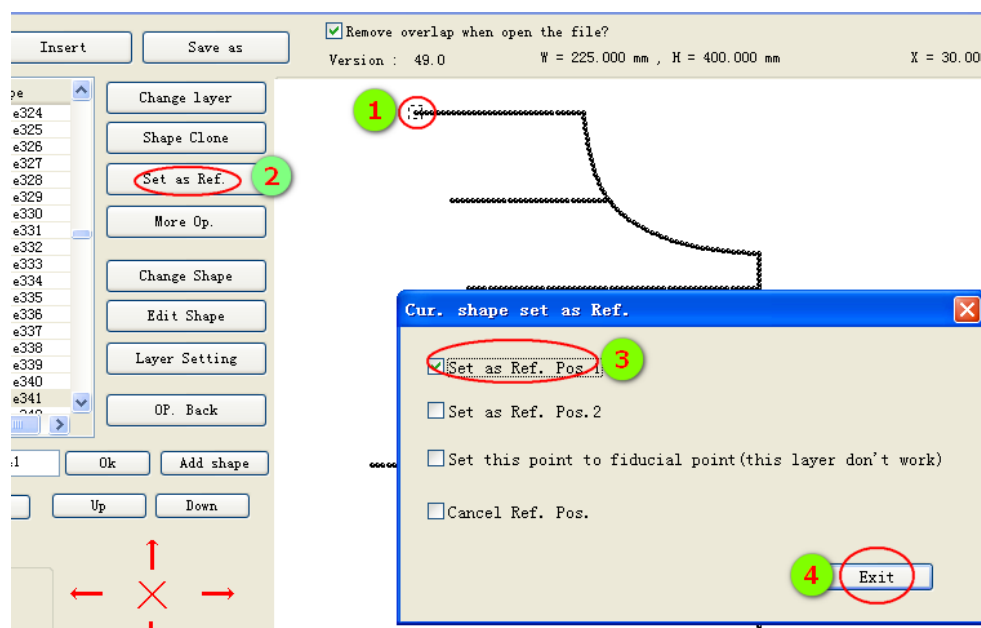 Insert
Save as
Remove overlap when open the file?
Version : 49.0
W = 225.000 mm , H = 400.000 mm
X = 30.00
pe
e324
e325
e326
e327
e328
e329
e330
e331
e332
e333
e334
e335
e336
e337
e338
e339
e340
e341
Change layer
Shape Clone
Set as Ref.
More Op.
Change Shape
Edit Shape
Layer Setting
OP. Back
1
2
Cur. shape set as Ref.
Set as Ref. Pos.1
3
Set as Ref. Pos.2
Set this point to fiducial point(this layer don't work)
Cancel Ref. Pos.
4
Exit
Ok
Add shape
Up
Down